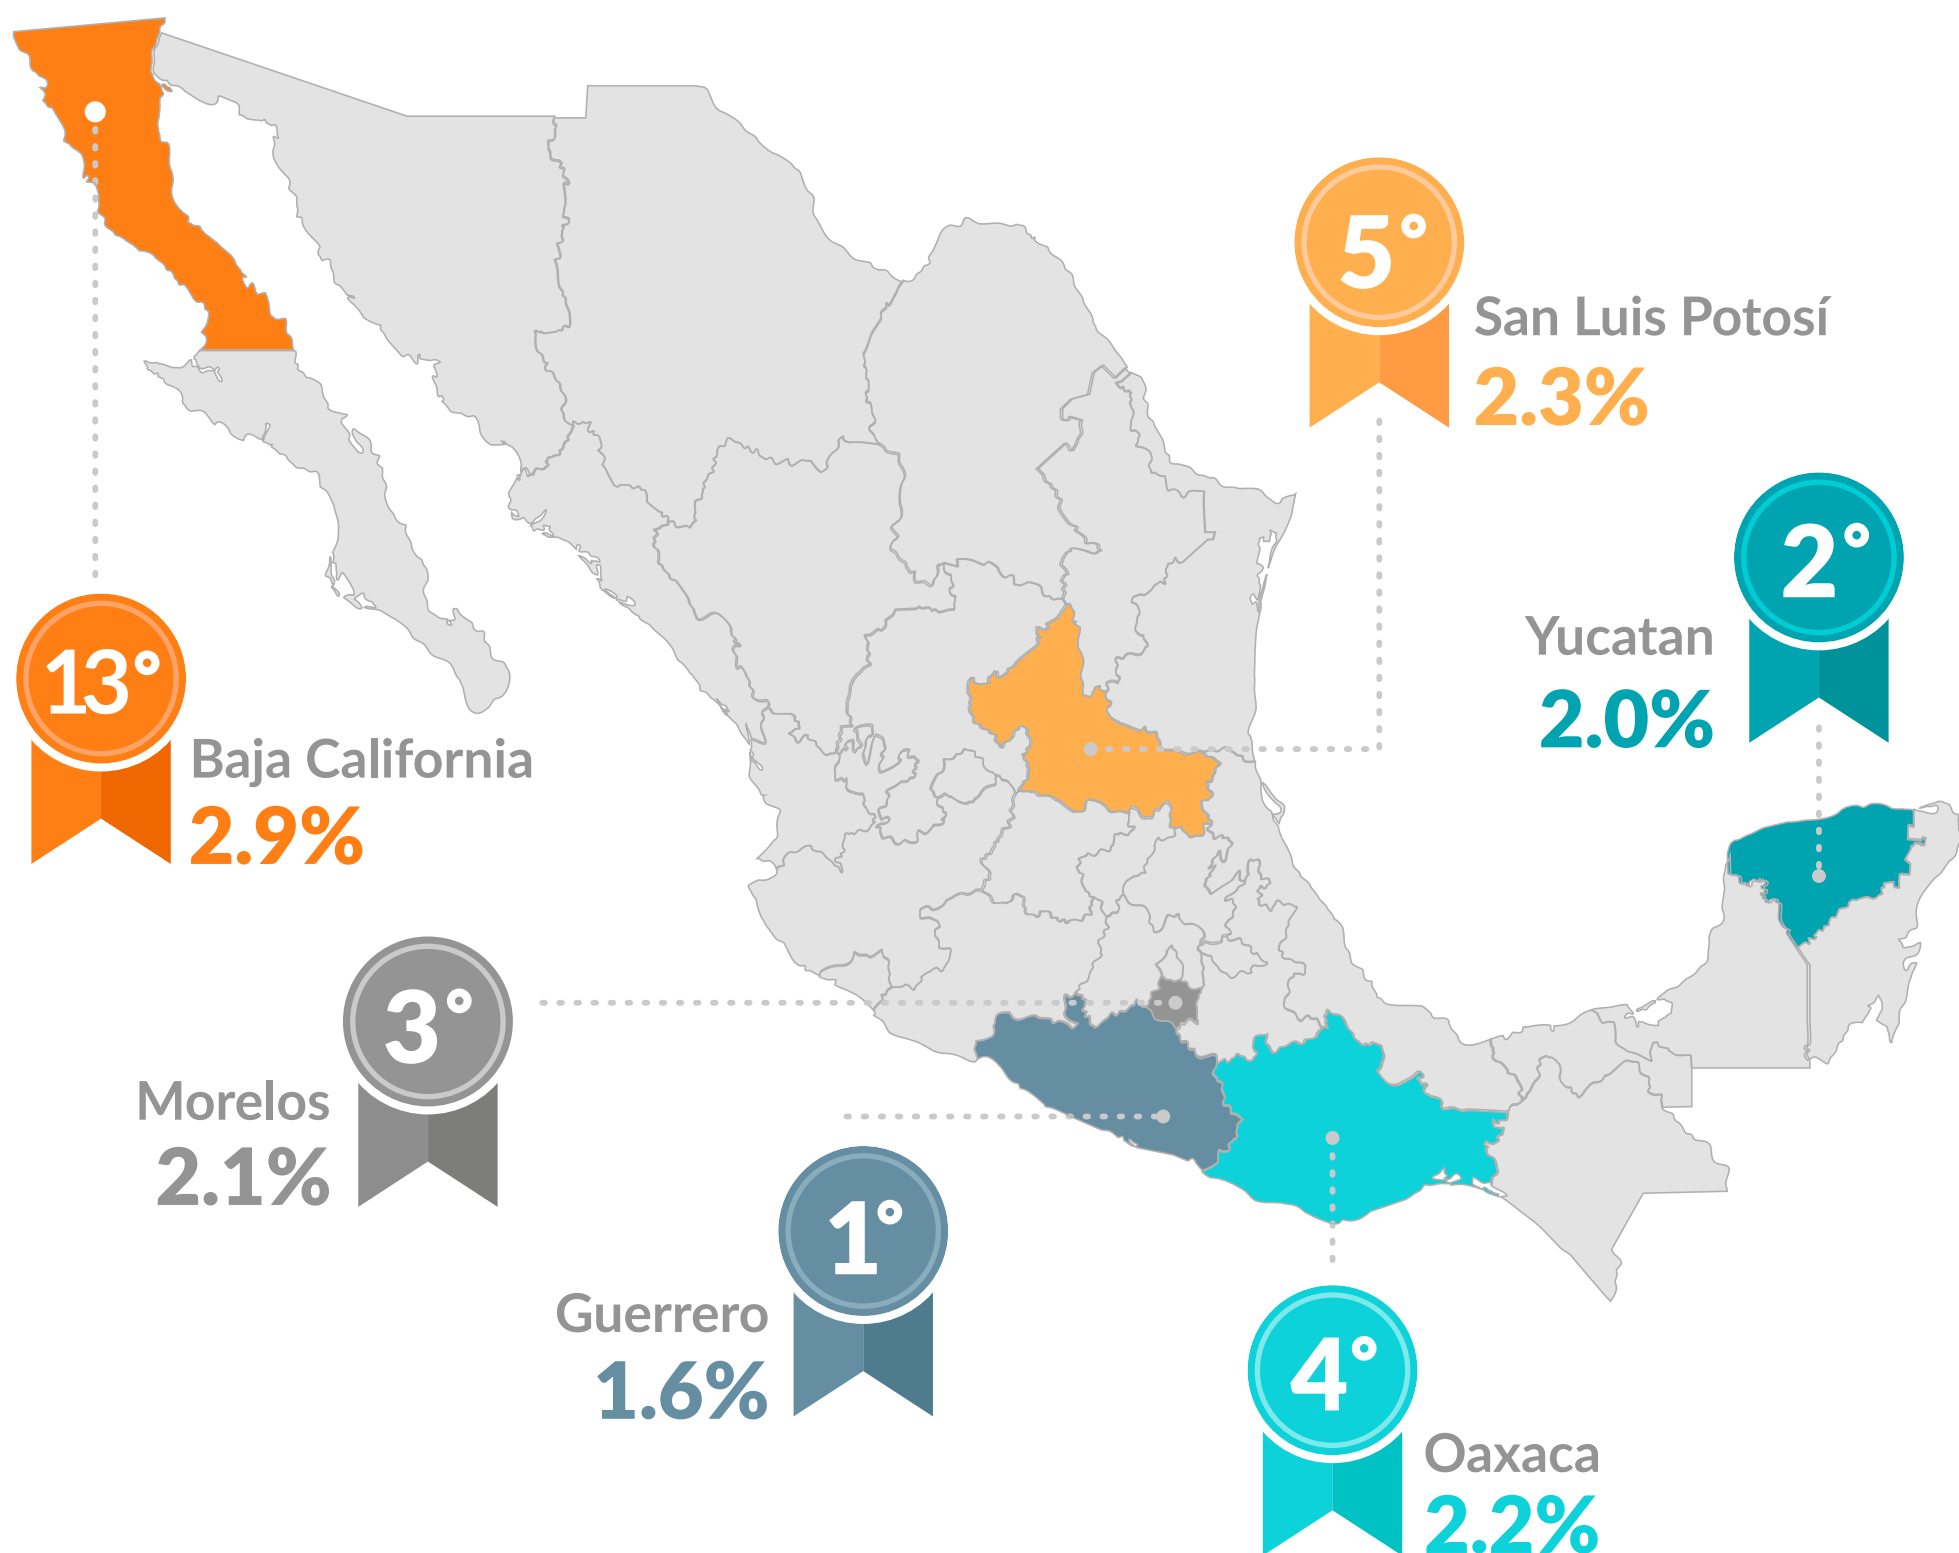 5°
San Luis Potosí
2.3%
2°
Yucatan
2.0%
13°
Baja California
2.9%
3°
Morelos
2.1%
1°
Guerrero
1.6%
4°
Oaxaca
2.2%